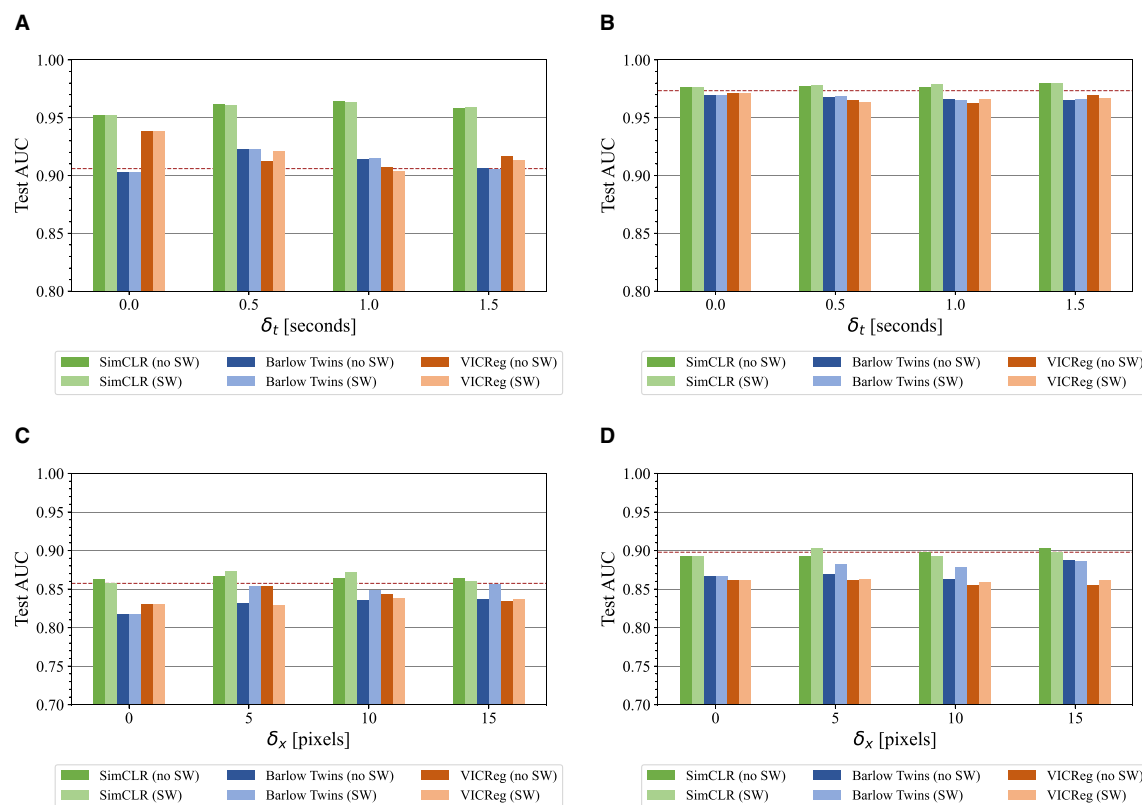 A
B
1.00
0.95
0.90
0.85
0.80
Test AUC
0.0 0.5 1.0 1.5
δt [seconds]
SimCLR (no SW) Barlow Twins (no SW) VICReg (no SW)
SimCLR (SW) Barlow Twins (SW) VICReg (SW)
1.00
0.95
0.90
0.85
0.80
Test AUC
0.0 0.5 1.0 1.5
δt [seconds]
SimCLR (no SW) Barlow Twins (no SW) VICReg (no SW)
SimCLR (SW) Barlow Twins (SW) VICReg (SW)
C
D
1.00
0.95
0.90
0.85
0.80
0.75
0.70
Test AUC
0 5 10 15
δx [pixels]
SimCLR (no SW) Barlow Twins (no SW) VICReg (no SW)
SimCLR (SW) Barlow Twins (SW) VICReg (SW)
1.00
0.95
0.90
0.85
0.80
0.75
0.70
Test AUC
0 5 10 15
δx [pixels]
SimCLR (no SW) Barlow Twins (no SW) VICReg (no SW)
SimCLR (SW) Barlow Twins (SW) VICReg (SW)